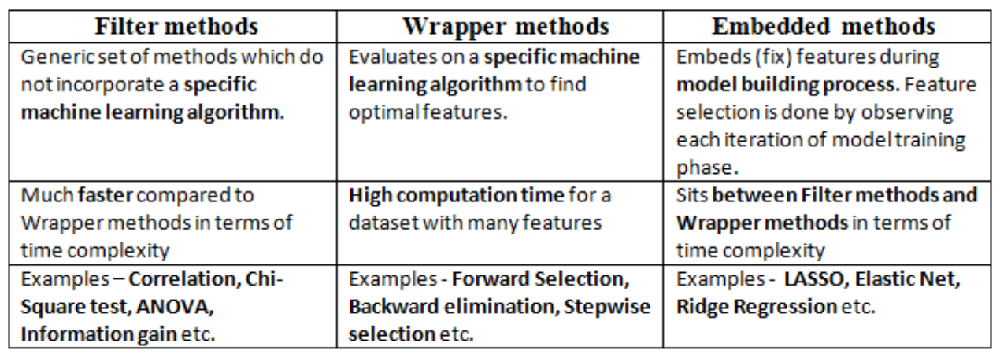 Filter methods
Wrapper methods
Embedded methods
Generic set of methods which do
not incorporate a specific
machine learning algorithm.
Evaluates on a specific machine
learning algorithm to find
optimal features.
Embeds (fix) features during
model building process. Feature
selection is done by observing
each iteration of model training
phase.
Much faster compared to
Wrapper methods in terms of
time complexity
High computation time for a
dataset with many features
Sits between Filter methods and
Wrapper methods in terms of
time complexity
Examples – Correlation, Chi-
Square test, ANOVA,
Information gain etc.
Examples - Forward Selection,
Backward elimination, Stepwise
selection etc.
Examples - LASSO, Elastic Net,
Ridge Regression etc.